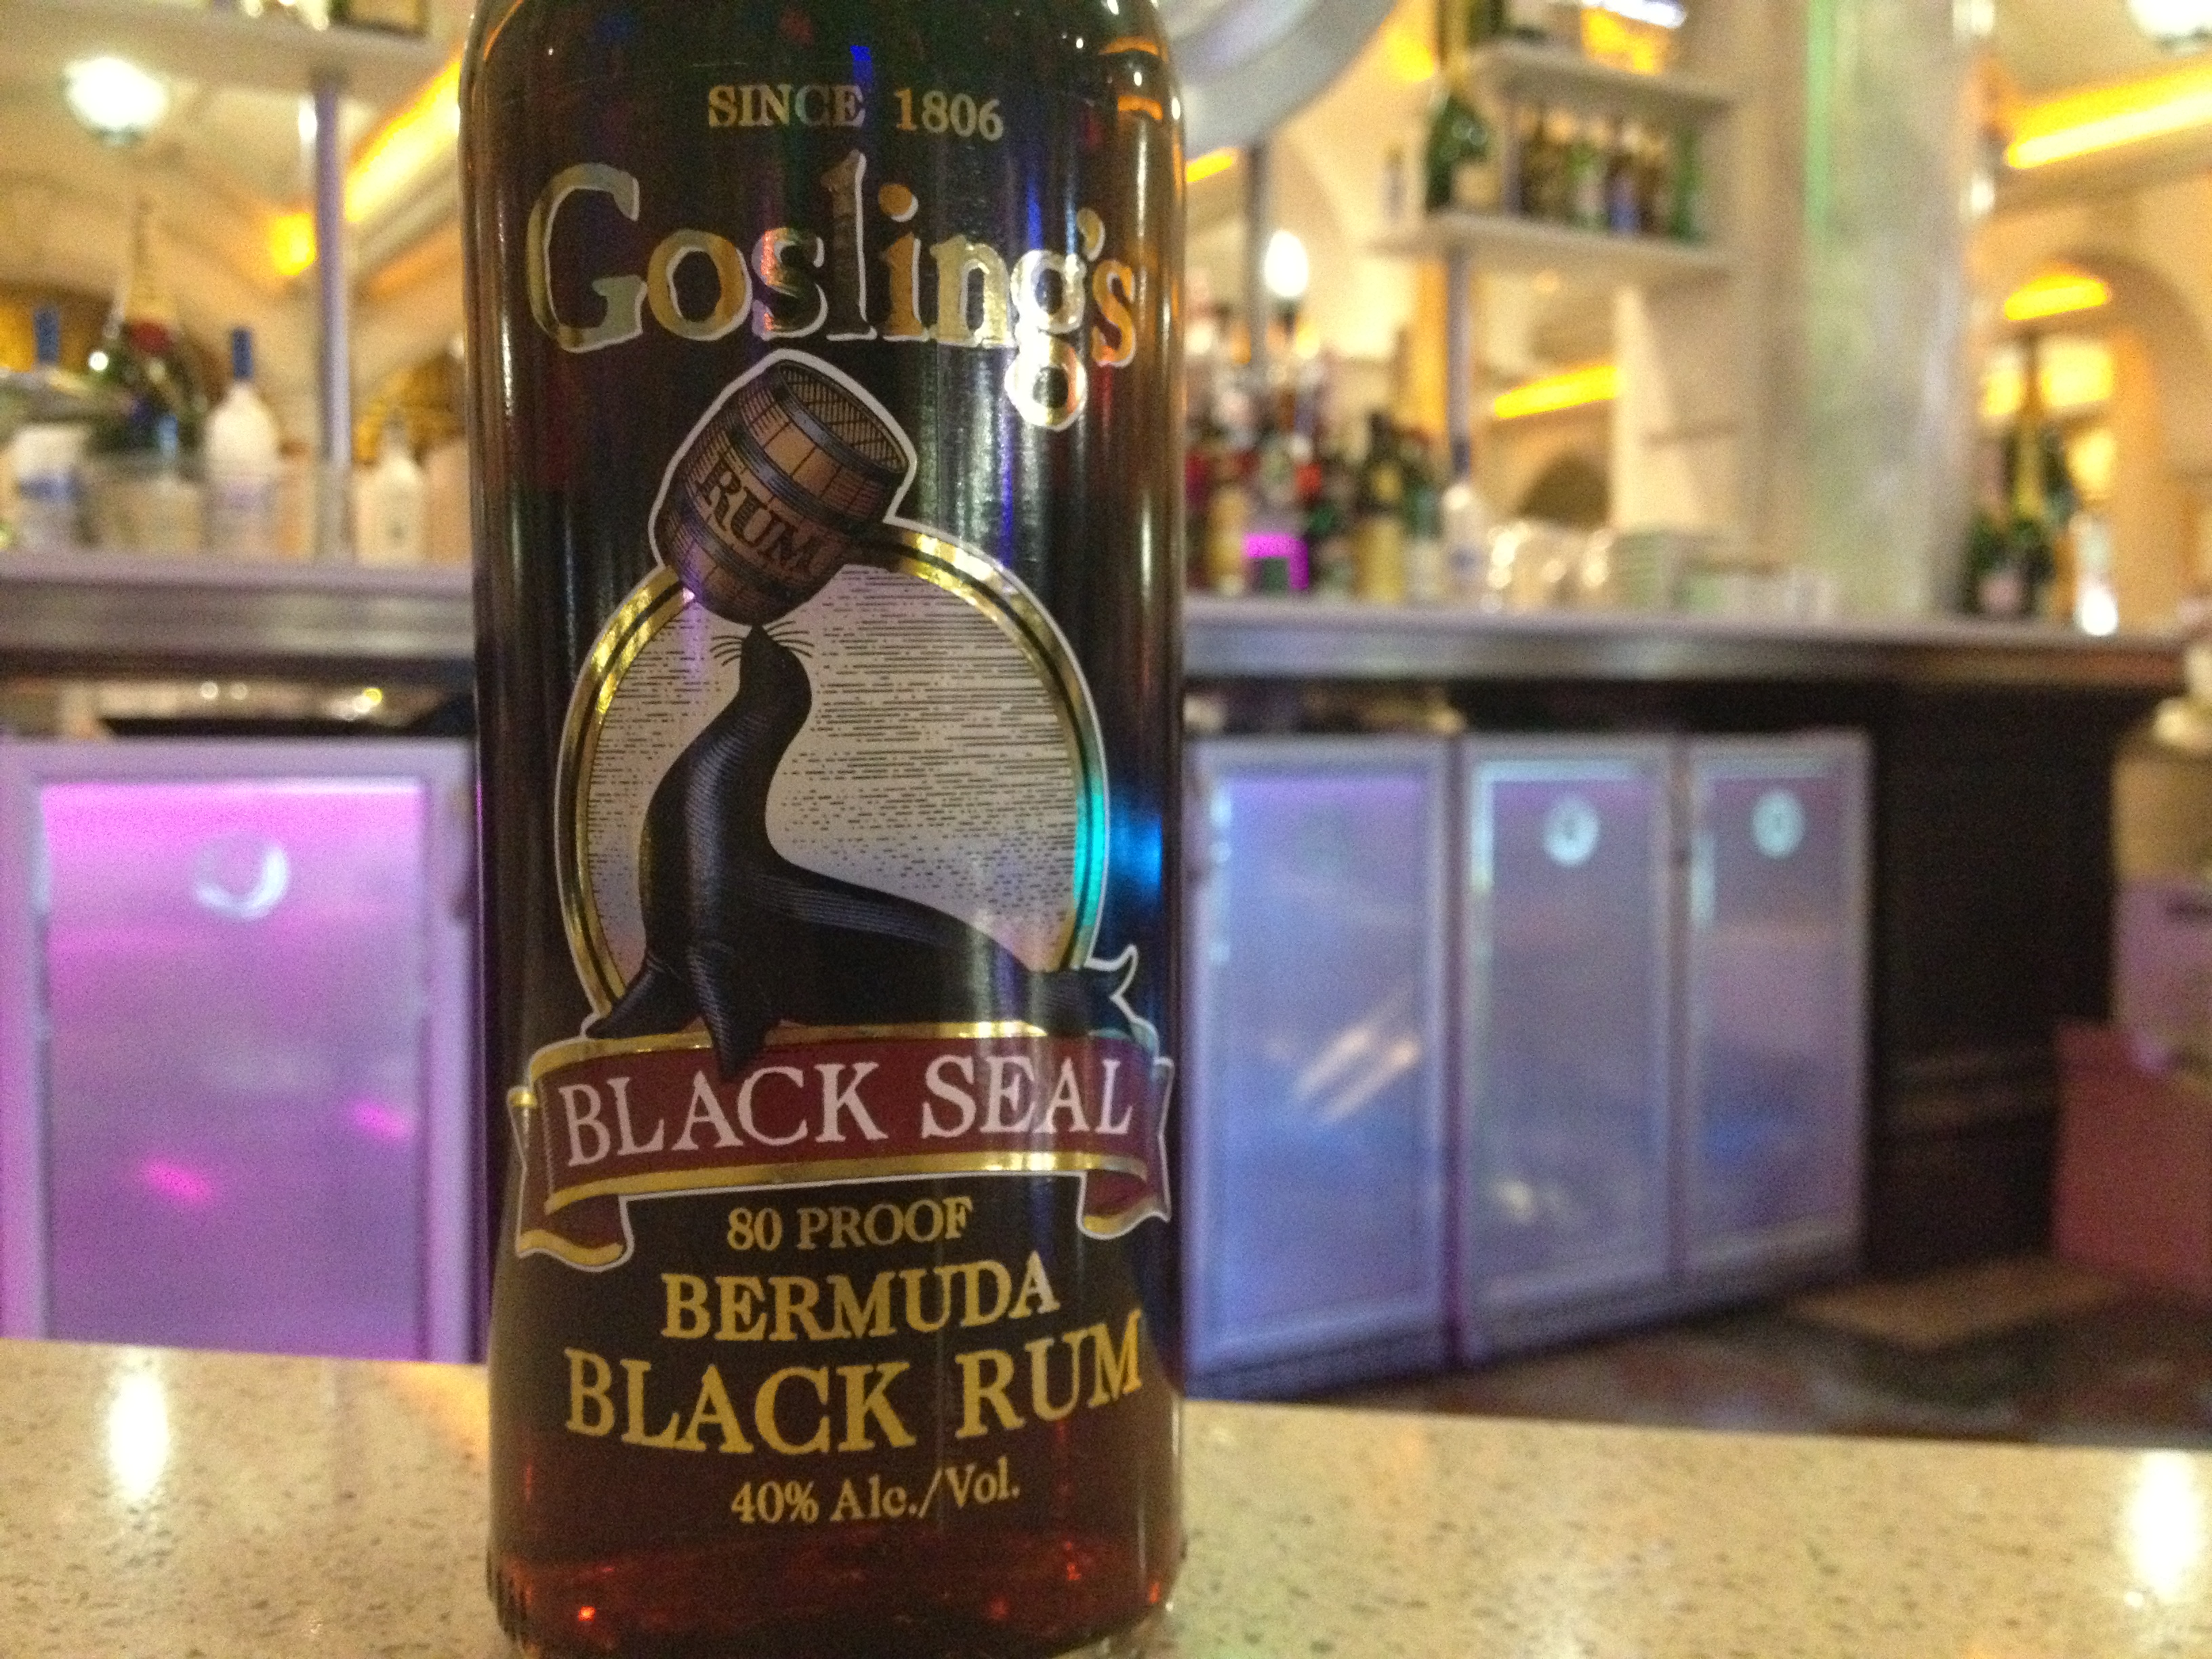 SINCE 1806
Gosling's
RUM
BLACK SEAL
80 PROOF
BERMUDA
BLACK RUM
40% Alc./Vol.